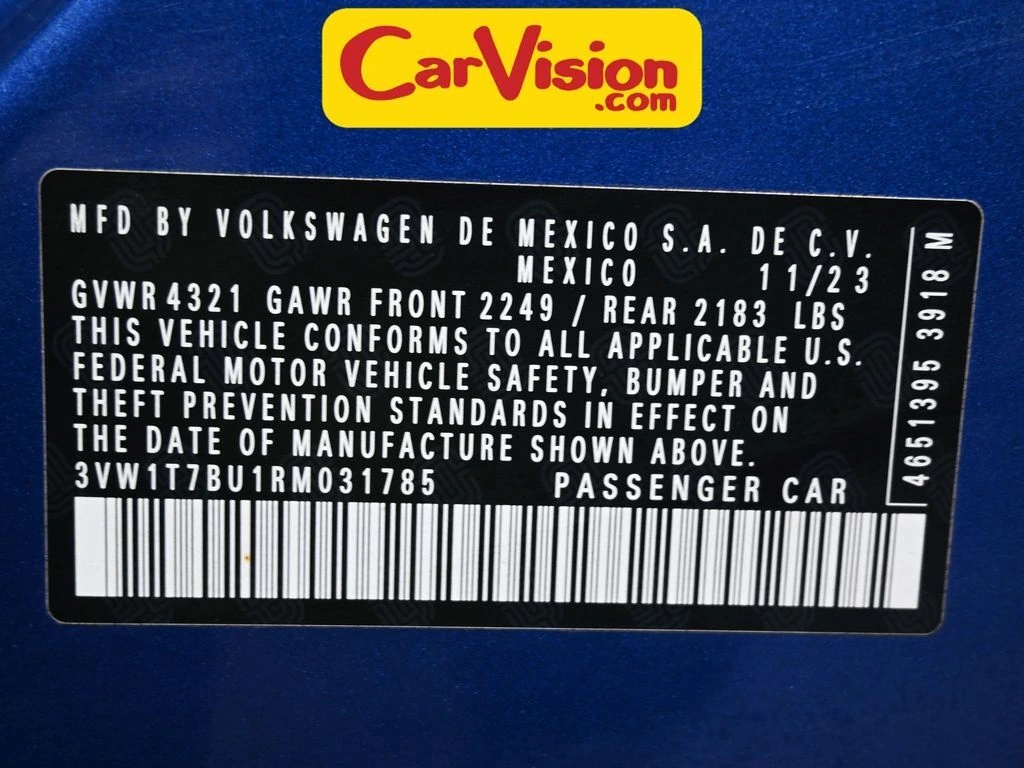 CarVision
.com
MFD BY VOLKSWAGEN DE MEXICO S.A. DE C.V.
MEXICO 11/23
GVWR 4321 GAWR FRONT 2249 / REAR 2183 LBS
THIS VEHICLE CONFORMS TO ALL APPLICABLE U.S.
FEDERAL MOTOR VEHICLE SAFETY, BUMPER AND
THEFT PREVENTION STANDARDS IN EFFECT ON
THE DATE OF MANUFACTURE SHOWN ABOVE.
3VW1T7BU1RM031785 PASSENGER CAR
4651395 3918 M